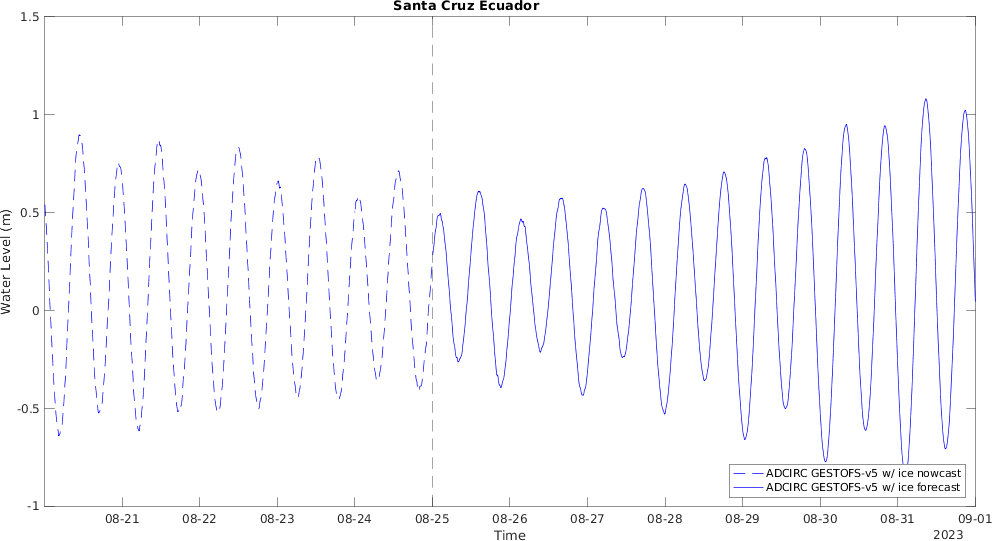 Santa Cruz Ecuador
Water Level (m)
1.5
1
0.5
0
-0.5
-1
ADCIRC GESTOFS-v5 w/ ice nowcast
ADCIRC GESTOFS-v5 w/ ice forecast
08-21 08-22 08-23 08-24 08-25 08-26 08-27 08-28 08-29 08-30 08-31 09-01
Time
2023